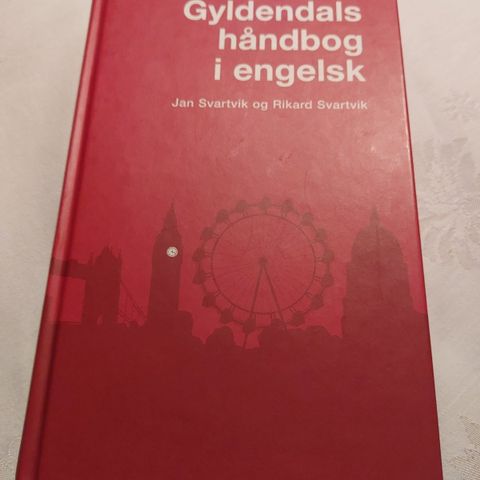 Gyldendals
håndbog
i engelsk
Jan Svartvik og Rikard Svartvik